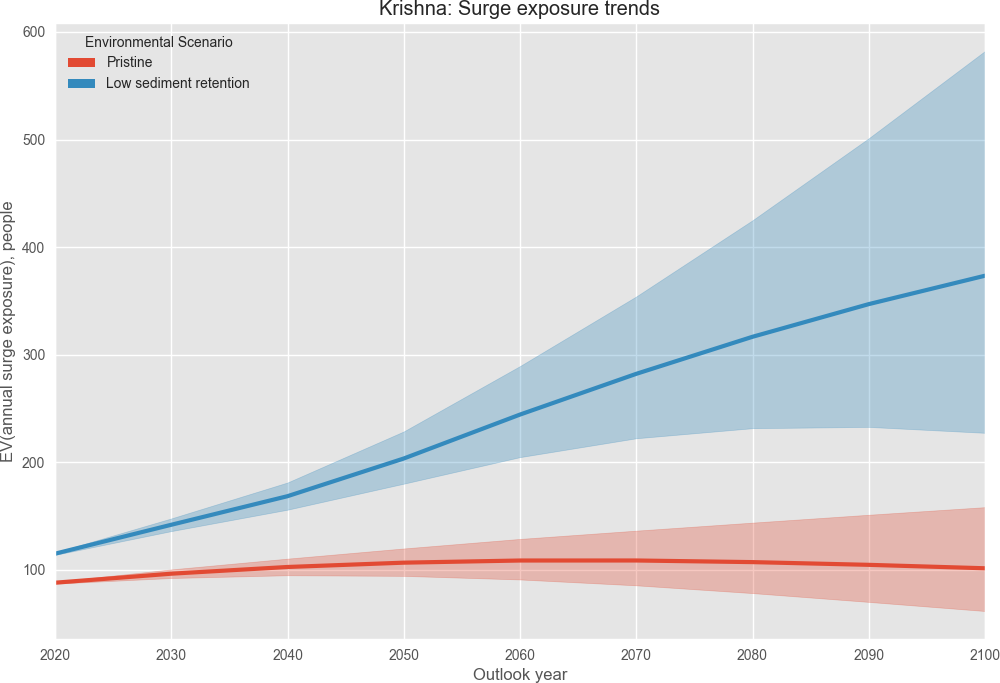 Krishna: Surge exposure trends
Environmental Scenario
Pristine
Low sediment retention
600
500
400
300
200
100
EV(annual surge exposure), people
2020 2030 2040 2050 2060 2070 2080 2090 2100
Outlook year